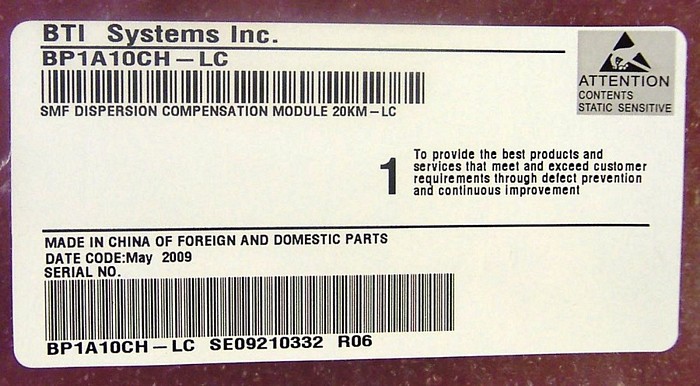 BTI Systems Inc.
BP1A10CH-LC
SMF DISPERSION COMPENSATION MODULE 20KM-LC
ATTENTION
CONTENTS
STATIC SENSITIVE
1
To provide the best products and
services that meet and exceed customer
requirements through defect prevention
and continuous improvement
MADE IN CHINA OF FOREIGN AND DOMESTIC PARTS
DATE CODE:May 2009
SERIAL NO.
BP1A10CH-LC SE09210332 R06